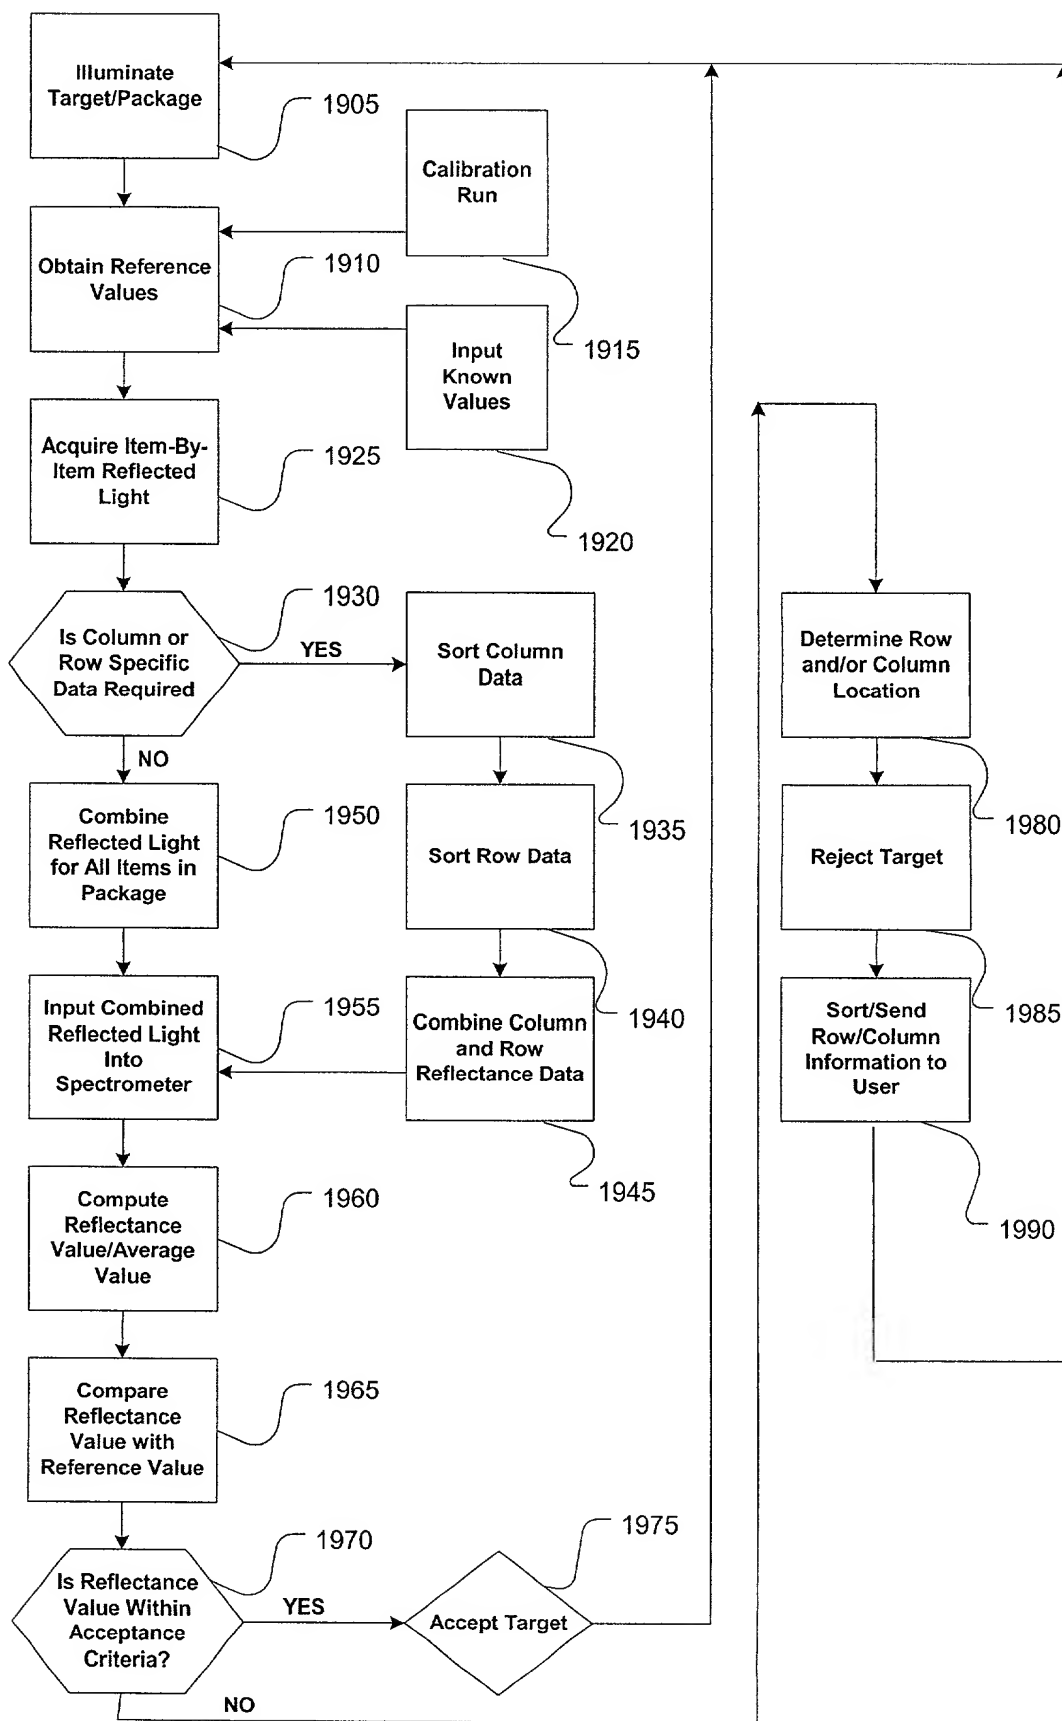 Illuminate
Target/Package
1905
Calibration
Run
1915
Obtain Reference
Values
1910
Input
Known
Values
1920
Acquire Item-By-
Item Reflected
Light
1925
Is Column or
Row Specific
Data Required
1930
YES
NO
Sort Column
Data
1935
Sort Row Data
1940
Combine Column
and Row
Reflectance Data
1945
Combine
Reflected Light
for All Items in
Package
1950
Input Combined
Reflected Light
Into
Spectrometer
1955
Compute
Reflectance
Value/Average
Value
1960
Compare
Reflectance
Value with
Reference Value
1965
Is Reflectance
Value Within
Acceptance
Criteria?
1970
YES
NO
Accept Target
1975
Determine Row
and/or Column
Location
1980
Reject Target
1985
Sort/Send
Row/Column
Information to
User
1990